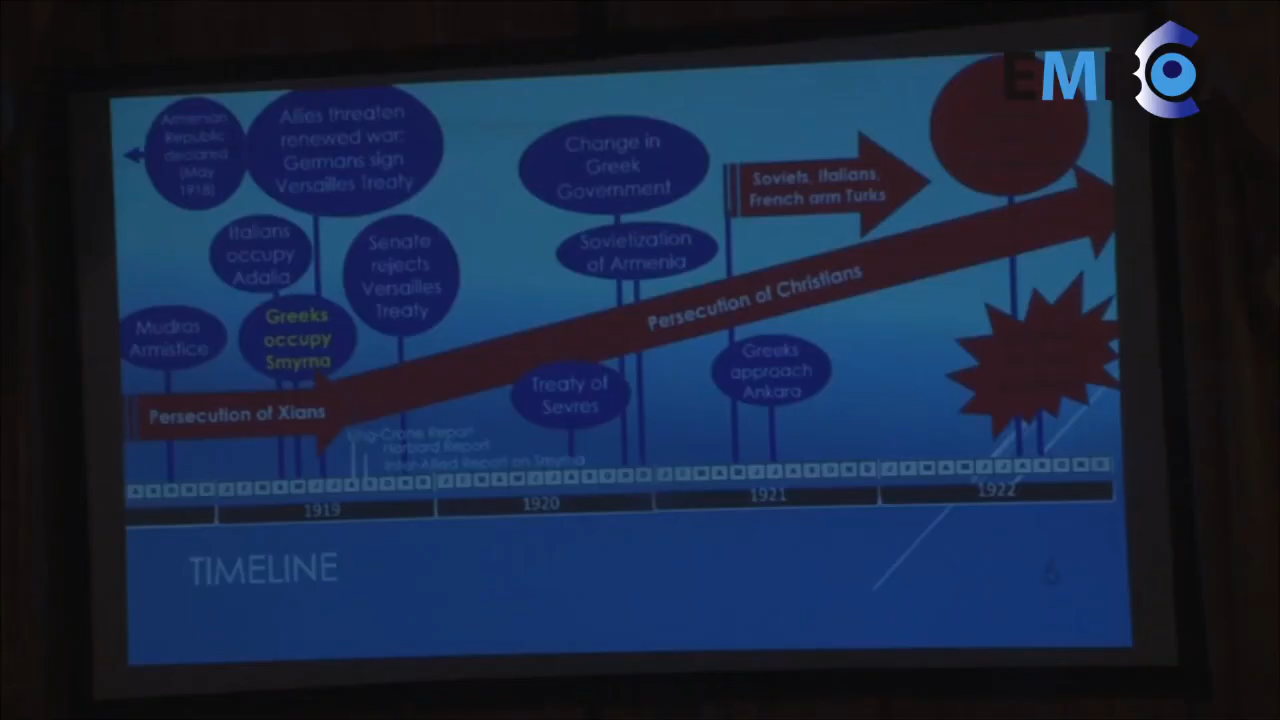 Armenian
Republic
declared
(May
1918)
Allies threaten
renewed war:
Germans sign
Versailles Treaty
Italians
occupy
Adalia
Senate
rejects
Versailles
Treaty
Mudros
Armistice
Greeks
occupy
Smyrna
Change in
Greek
Government
Sovietization
of Armenia
Soviets, Italians,
French arm Turks
Persecution of Christians
Persecution of Xians
Treaty of
Sevres
Greeks
approach
Ankara
King-Crane Report
Harbord Report
Inter-Allied Report on Smyrna
1919
1920
1921
1922
TIMELINE
6